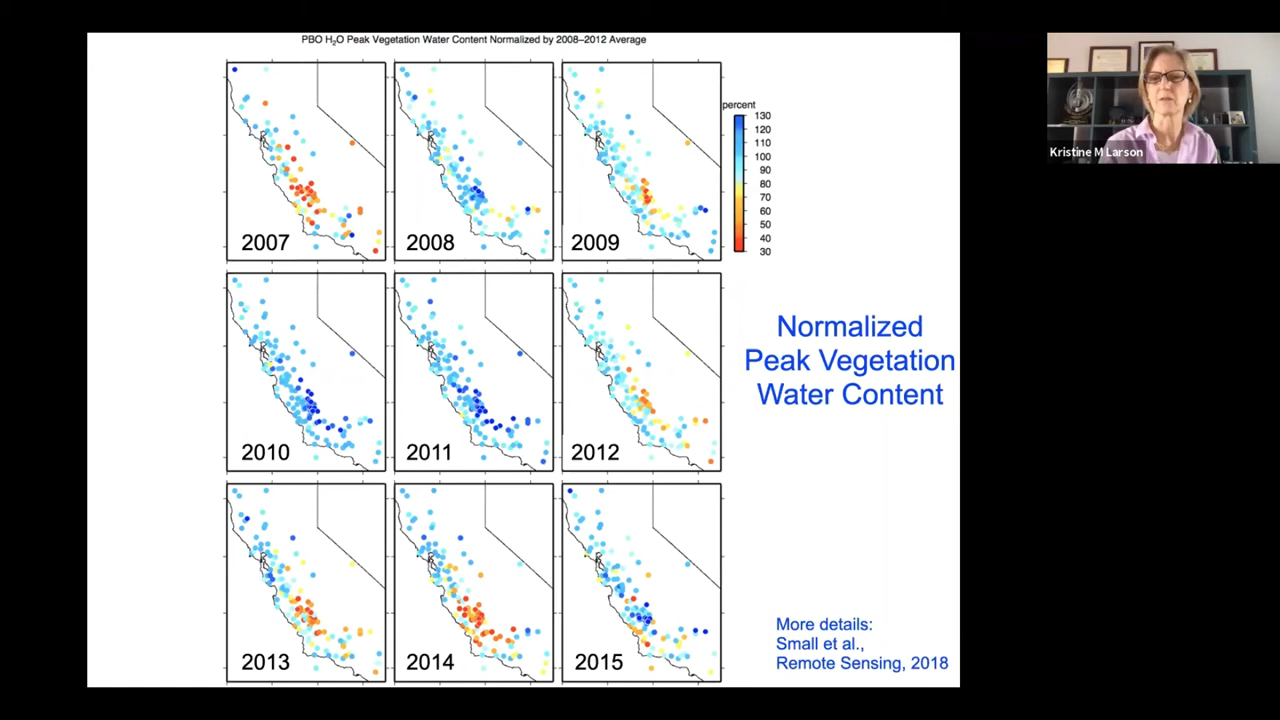 PBO H₂O Peak Vegetation Water Content Normalized by 2008–2012 Average
2007
2008
2009
percent
130
120
110
100
90
80
70
60
50
40
30
2010
2011
2012
Normalized
Peak Vegetation
Water Content
2013
2014
2015
More details:
Small et al.,
Remote Sensing, 2018
Kristine M Larson